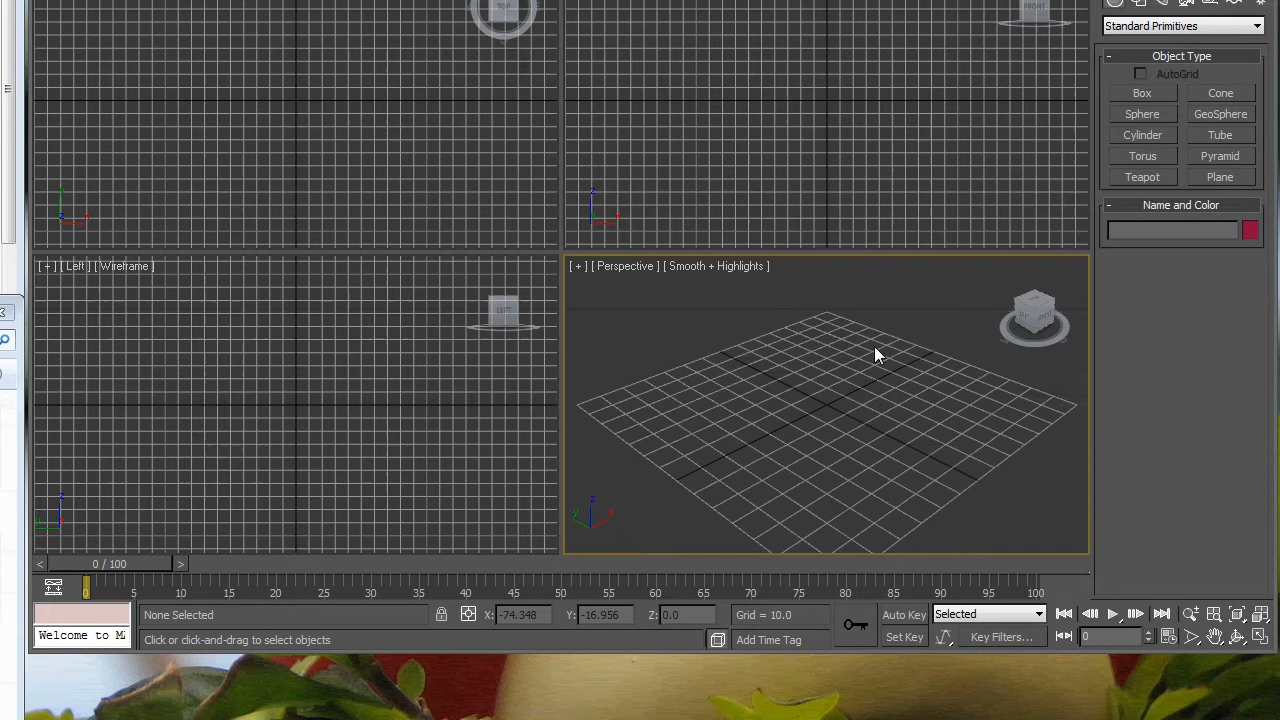 TOP
FRONT
Standard Primitives
- Object Type
AutoGrid
Box Cone
Sphere GeoSphere
Cylinder Tube
Torus Pyramid
Teapot Plane
- Name and Color
z
[ + ] [ Left ] [ Wireframe ]
LEFT
[ + ] [ Perspective ] [ Smooth + Highlights ]
z
z
y
x
< 0 / 100 >
0 5 10 15 20 25 30 35 40 45 50 55 60 65 70 75 80 85 90 95 100
None Selected X: -74.348 Y: -16.956 Z: 0.0 Grid = 10.0 Auto Key Selected
Welcome to M
Click or click-and-drag to select objects Add Time Tag Set Key Key Filters... 0